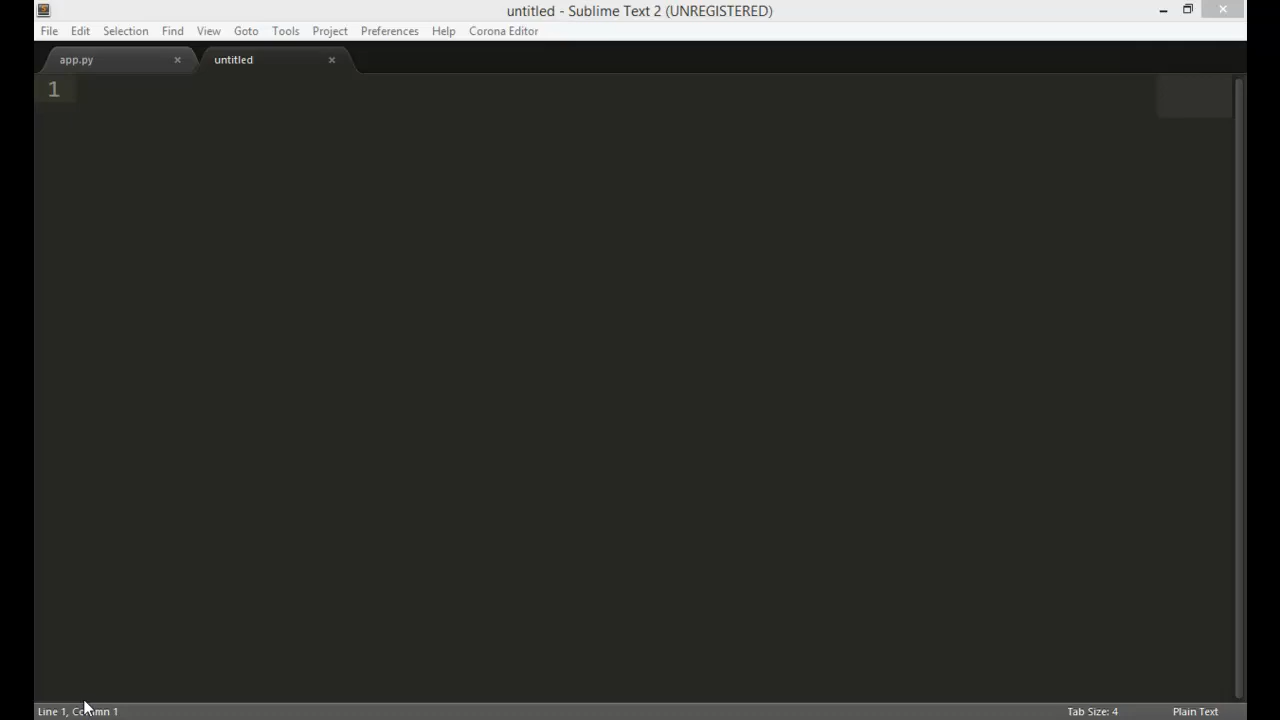 untitled - Sublime Text 2 (UNREGISTERED)
File Edit Selection Find View Goto Tools Project Preferences Help Corona Editor
app.py untitled
1
Line 1, Column 1 Tab Size: 4 Plain Text